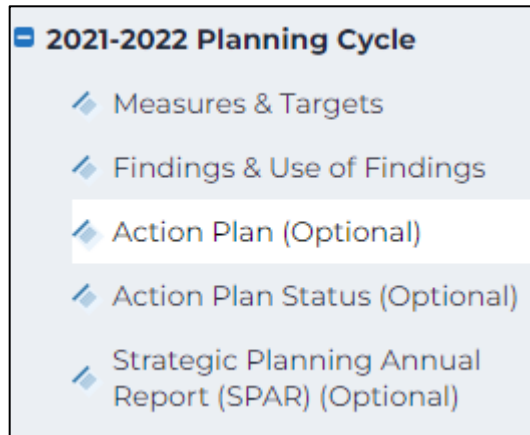 2021-2022 Planning Cycle
Measures & Targets
Findings & Use of Findings
Action Plan (Optional)
Action Plan Status (Optional)
Strategic Planning Annual
Report (SPAR) (Optional)